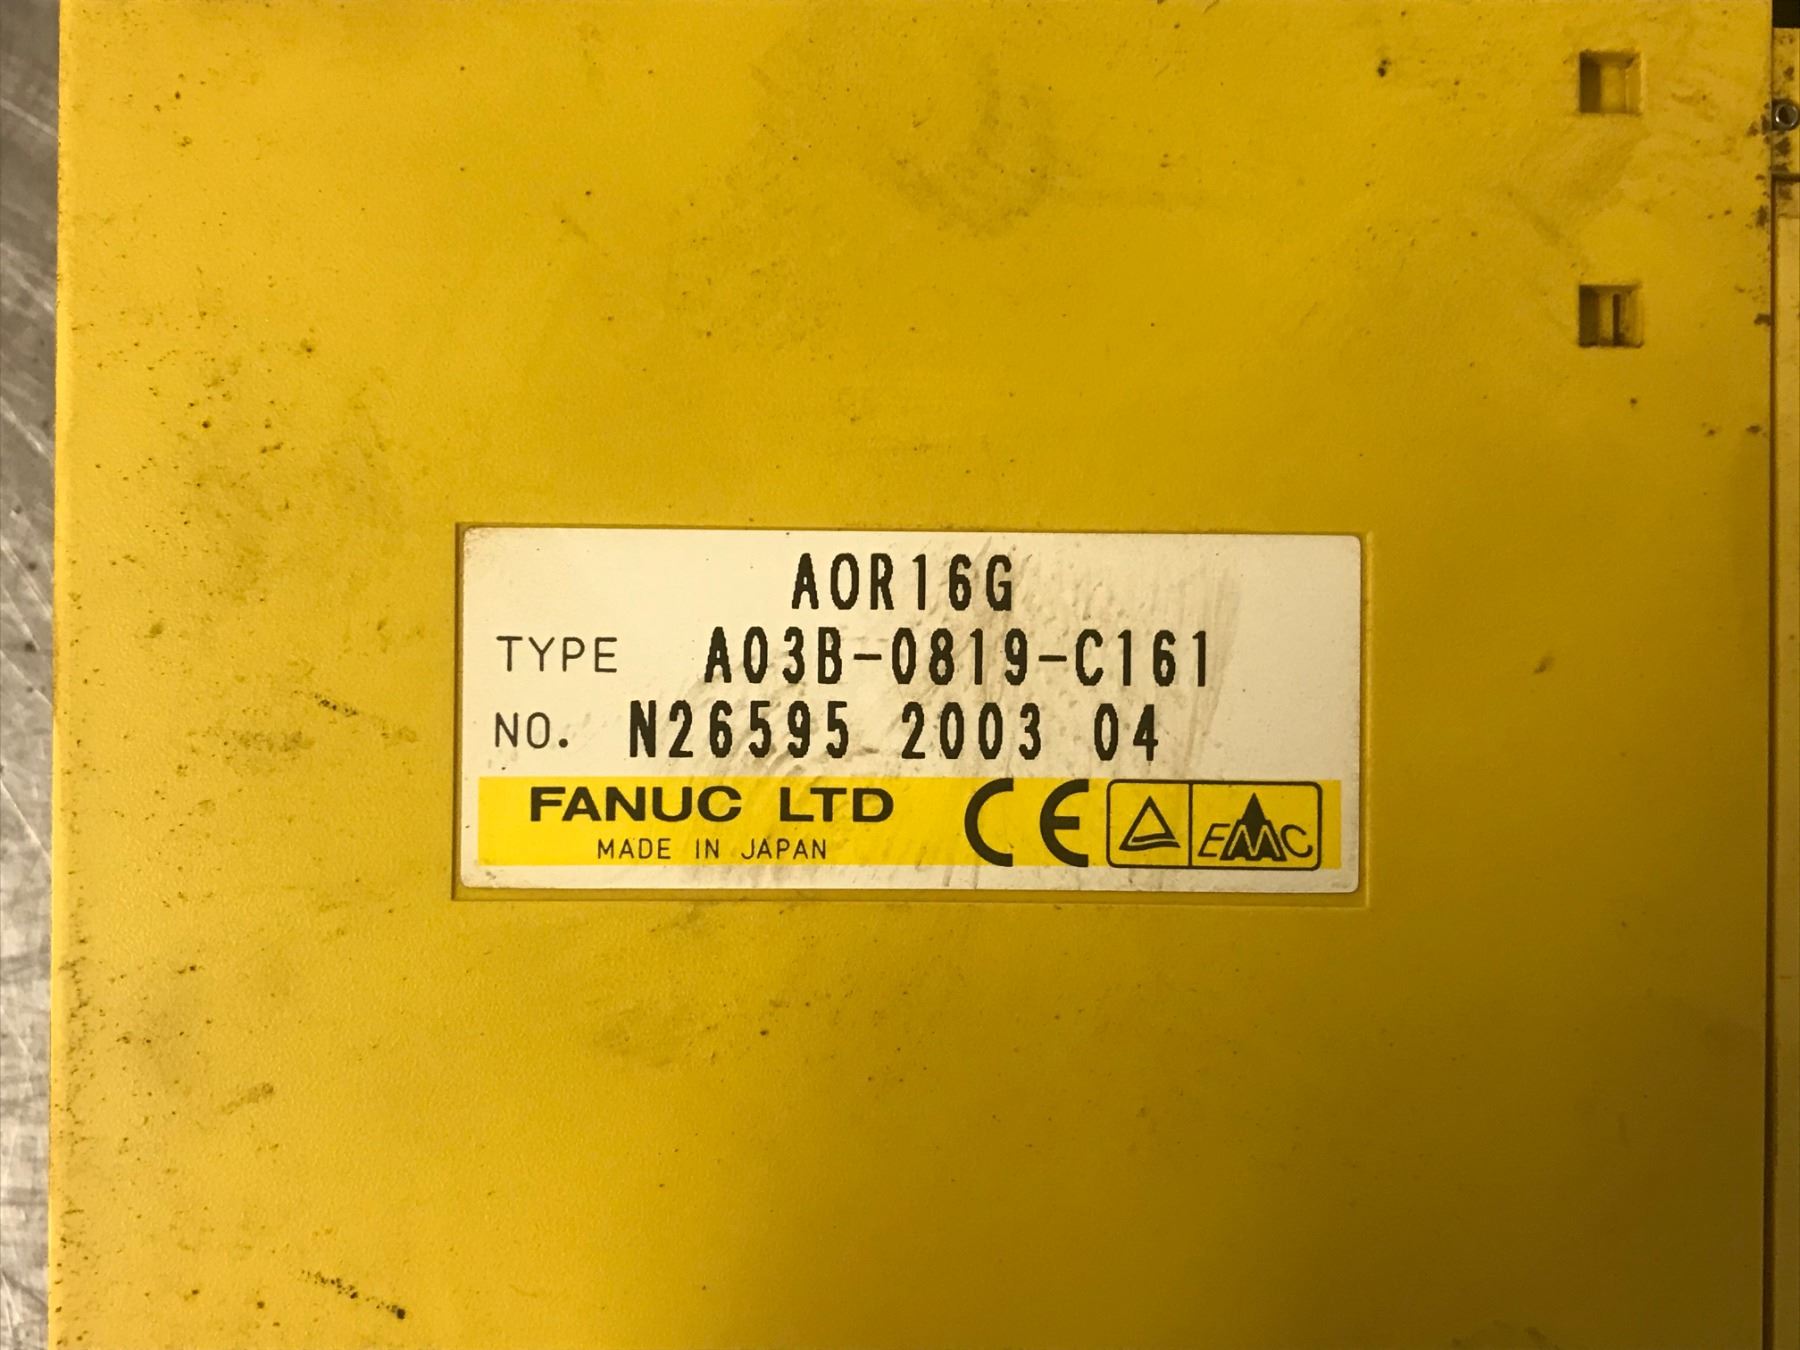 AOR16G
TYPE A03B-0819-C161
NO. N26595 2003 04
FANUC LTD CE EMC
MADE IN JAPAN